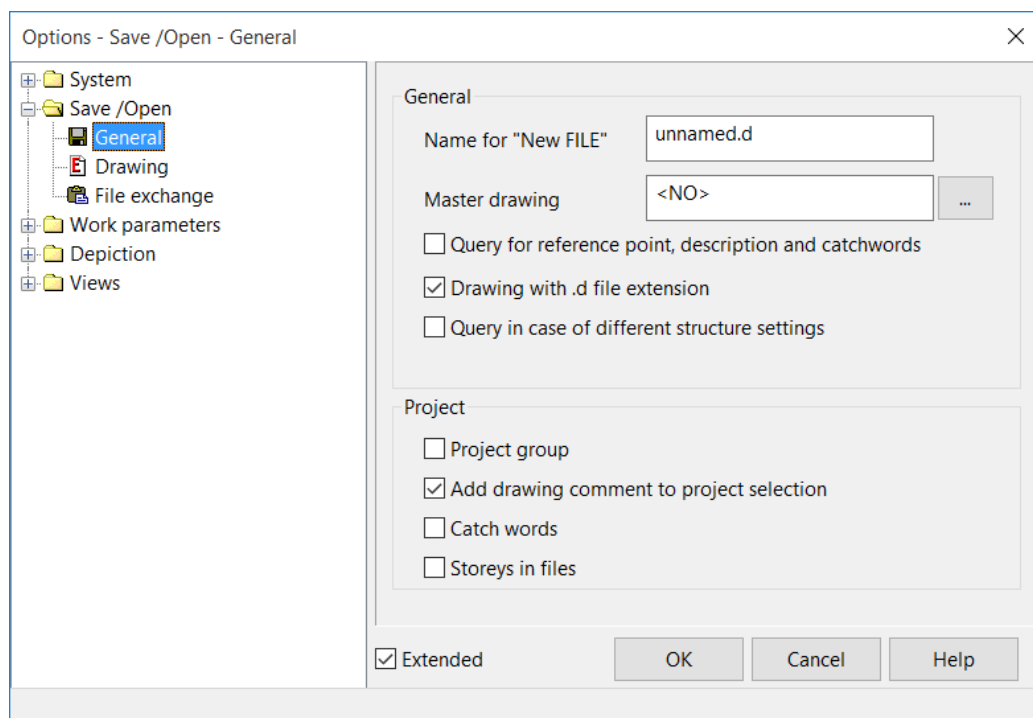 Options - Save /Open - General
System
Save /Open
General
Drawing
File exchange
Work parameters
Depiction
Views
General
Name for "New FILE" unnamed.d
Master drawing <NO> ...
Query for reference point, description and catchwords
Drawing with .d file extension
Query in case of different structure settings
Project
Project group
Add drawing comment to project selection
Catch words
Storeys in files
Extended OK Cancel Help